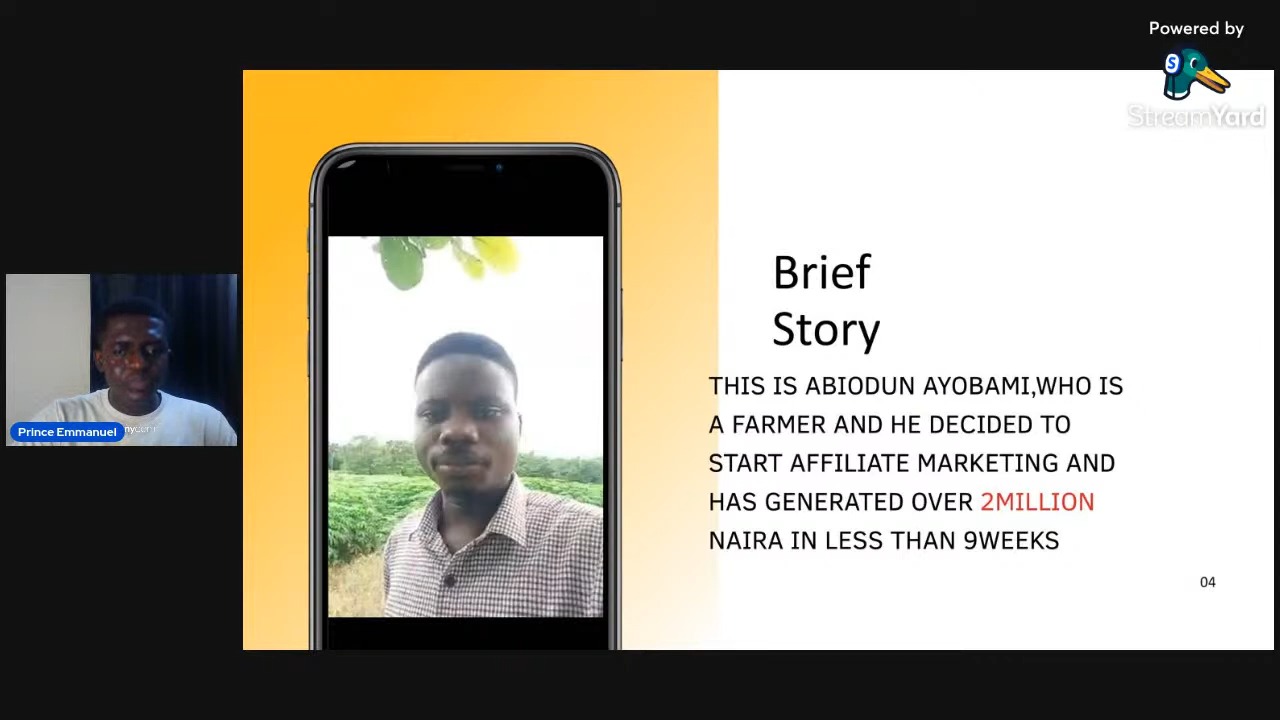 Powered by
S
StreamYard
Brief
Story
THIS IS ABIODUN AYOBAMI,WHO IS
A FARMER AND HE DECIDED TO
START AFFILIATE MARKETING AND
HAS GENERATED OVER 2MILLION
NAIRA IN LESS THAN 9WEEKS
04
Prince Emmanuel